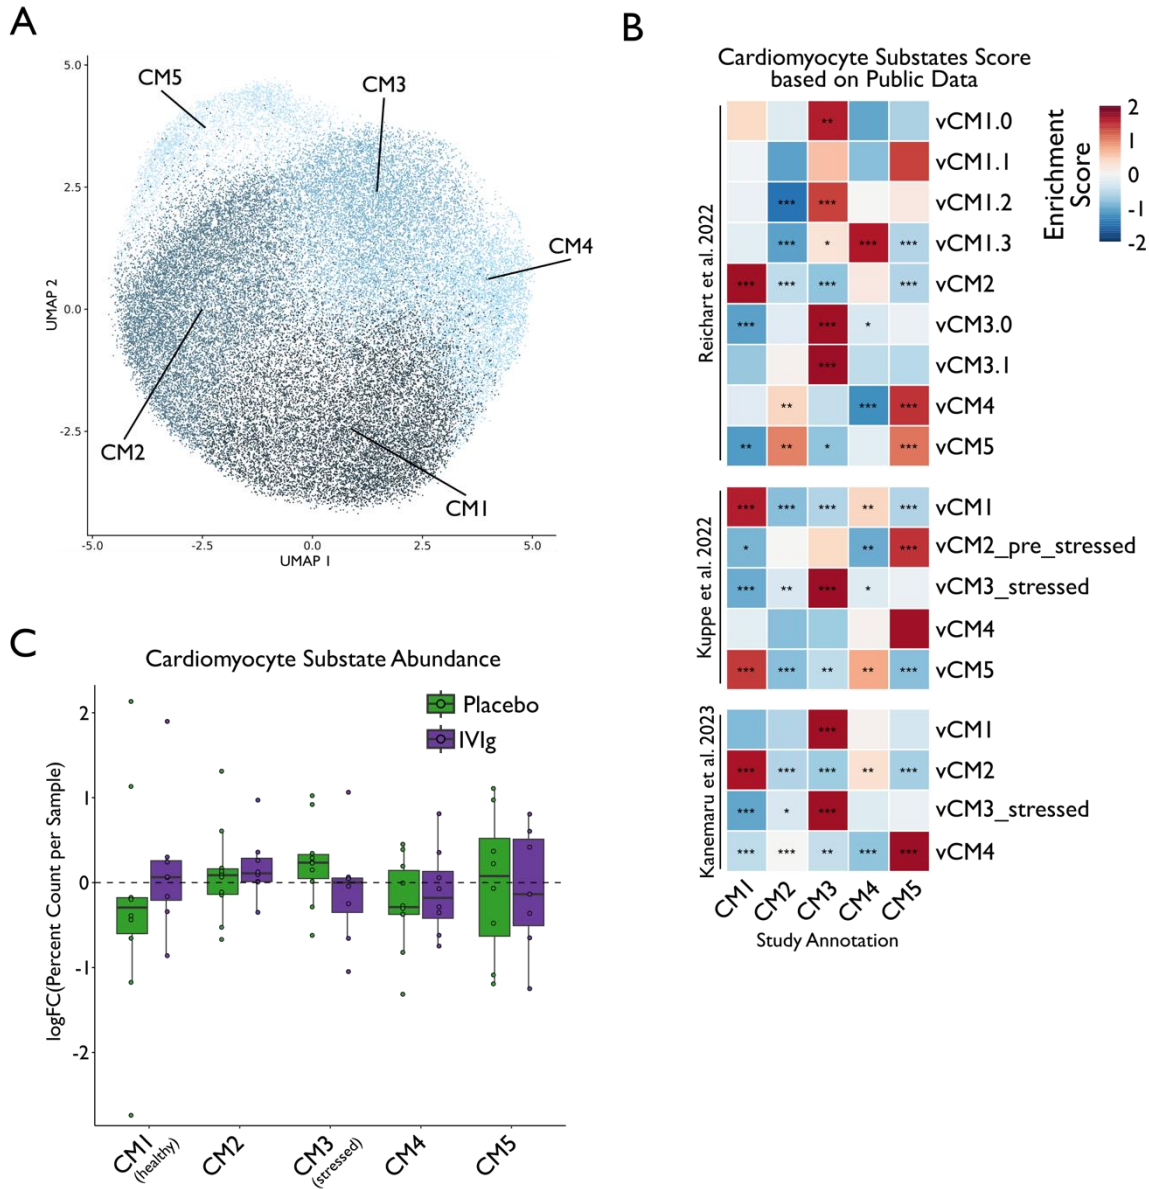 A
5.0
2.5
0.0
-2.5
-5.0
-2.5
0.0
2.5
5.0
UMAP 2
UMAP 1
CM5
CM3
CM4
CM2
CM1
B
Cardiomyocyte Substates Score
based on Public Data
Reichart et al. 2022
** vCM1.0
vCM1.1
*** *** vCM1.2
*** * *** *** vCM1.3
*** *** *** *** vCM2
*** *** * vCM3.0
*** vCM3.1
** *** *** vCM4
** ** * *** vCM5
Kuppe et al. 2022
*** *** *** ** *** vCM1
* ** *** vCM2_pre_stressed
*** ** *** * vCM3_stressed
vCM4
*** *** ** ** *** vCM5
Kanemaru et al. 2023
*** vCM1
*** *** *** ** *** vCM2
*** * *** vCM3_stressed
*** *** ** *** *** vCM4
CM1 CM2 CM3 CM4 CM5
Study Annotation
Enrichment
Score
2
1
0
-1
-2
C
Cardiomyocyte Substate Abundance
Placebo
IVIg
logFC(Percent Count per Sample)
2
1
0
-1
-2
CM1
(healthy)
CM2
CM3
(stressed)
CM4
CM5